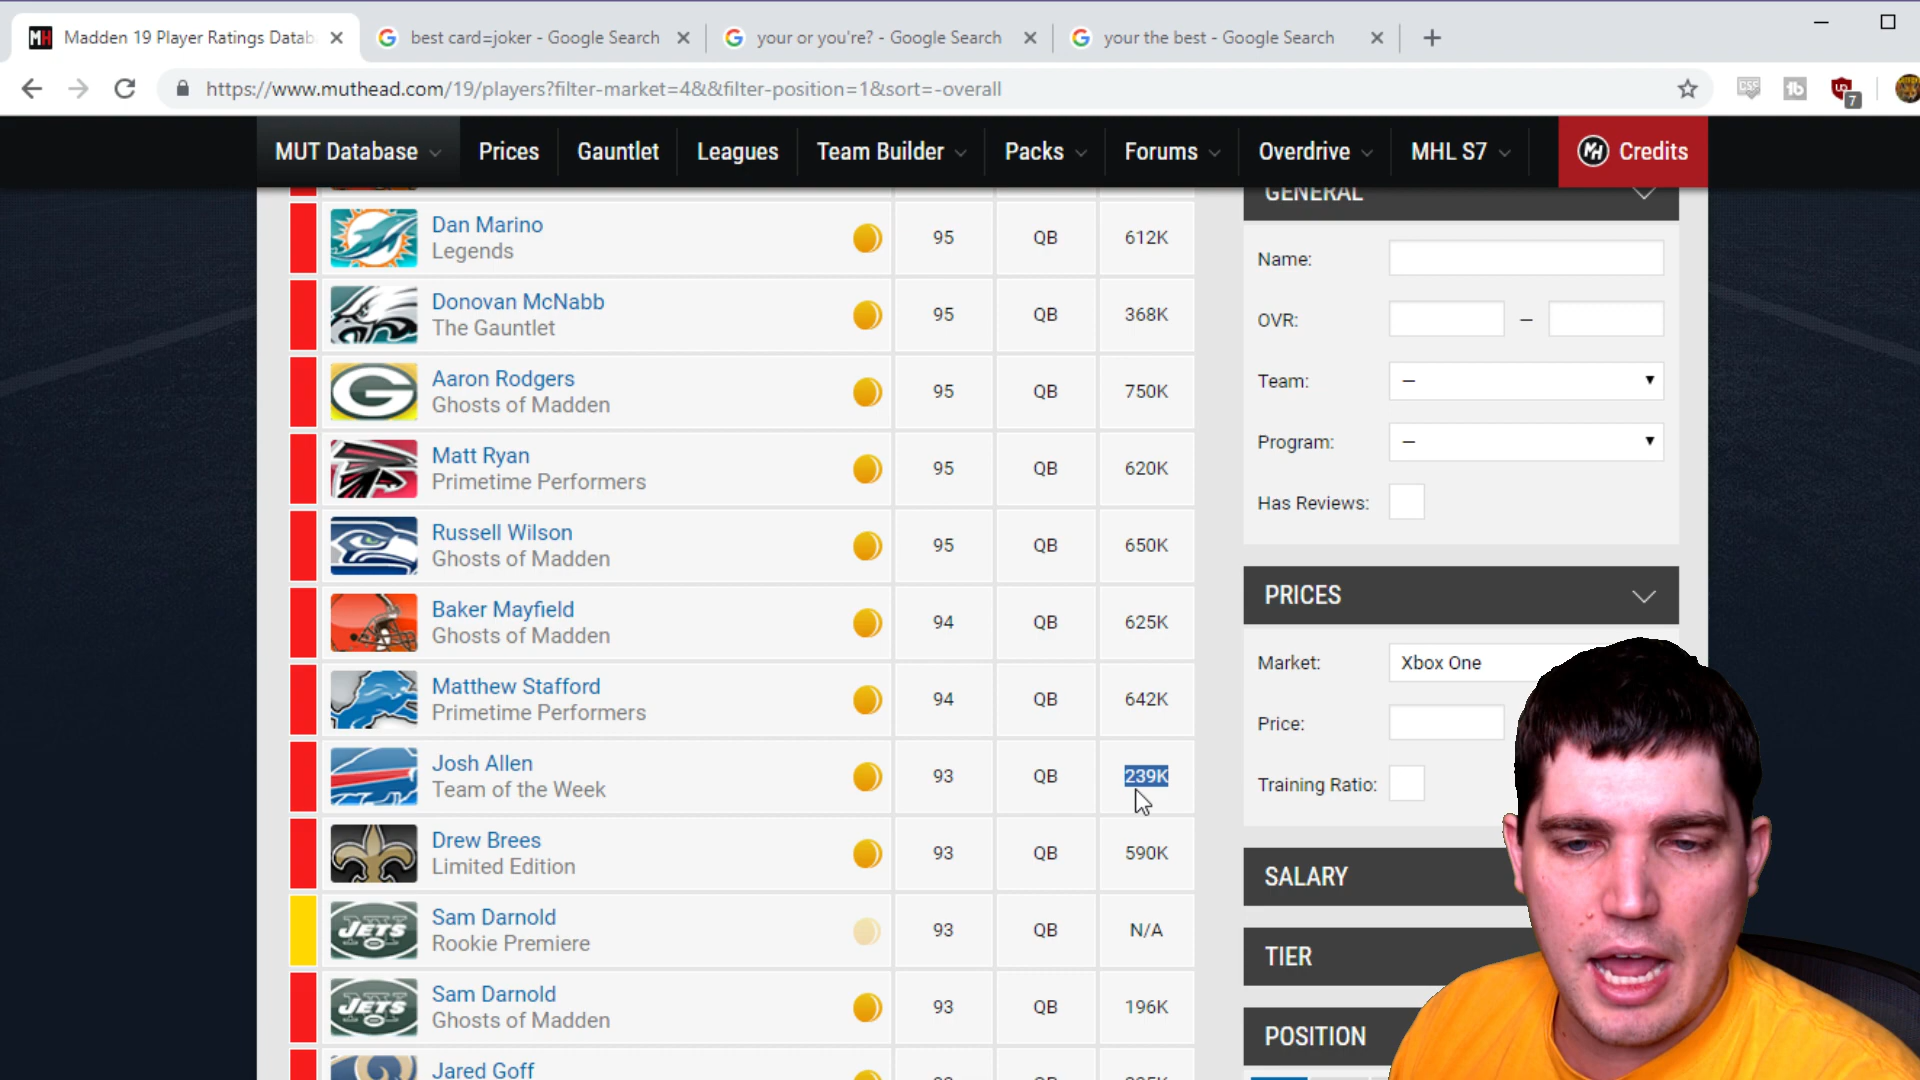 Madden 19 Player Ratings Datab
best card=joker - Google Search
your or you're? - Google Search
your the best - Google Search
https://www.muthead.com/19/players?filter-market=4&&filter-position=1&sort=-overall
CSS
tb
7
MUT Database
Prices
Gauntlet
Leagues
Team Builder
Packs
Forums
Overdrive
MHL S7
Credits
Dan Marino
Legends
95 QB 612K
Donovan McNabb
The Gauntlet
95 QB 368K
Aaron Rodgers
Ghosts of Madden
95 QB 750K
Matt Ryan
Primetime Performers
95 QB 620K
Russell Wilson
Ghosts of Madden
95 QB 650K
Baker Mayfield
Ghosts of Madden
94 QB 625K
Matthew Stafford
Primetime Performers
94 QB 642K
Josh Allen
Team of the Week
93 QB 239K
Drew Brees
Limited Edition
93 QB 590K
JETS
Sam Darnold
Rookie Premiere
93 QB N/A
JETS
Sam Darnold
Ghosts of Madden
93 QB 196K
Jared Goff
GENERAL
Name:
OVR: –
Team: –
Program: –
Has Reviews:
PRICES
Market: Xbox One
Price:
Training Ratio:
SALARY
TIER
POSITION